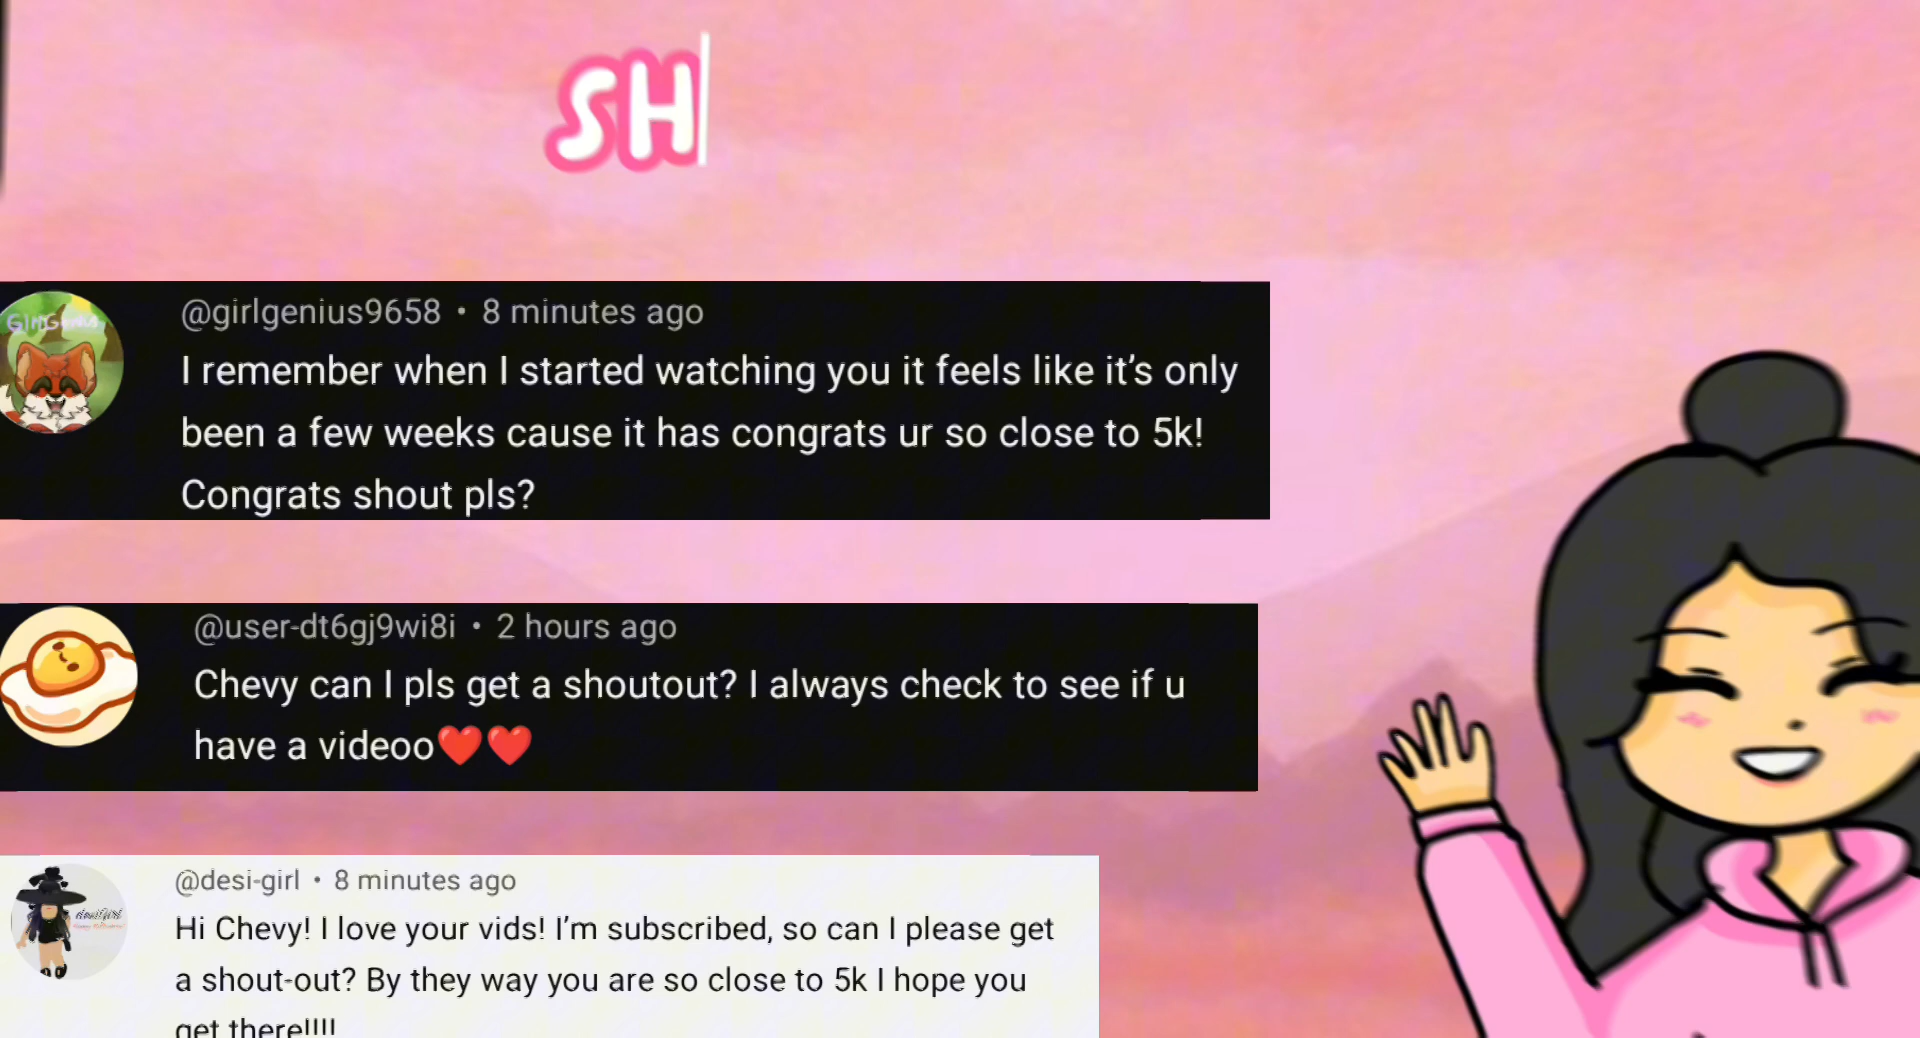 SH
@girlgenius9658 • 8 minutes ago
I remember when I started watching you it feels like it's only
been a few weeks cause it has congrats ur so close to 5k!
Congrats shout pls?
@user-dt6gj9wi8i • 2 hours ago
Chevy can I pls get a shoutout? I always check to see if u
have a videoo❤️❤️
@desi-girl • 8 minutes ago
Hi Chevy! I love your vids! I'm subscribed, so can I please get
a shout-out? By they way you are so close to 5k I hope you
get there!!!!